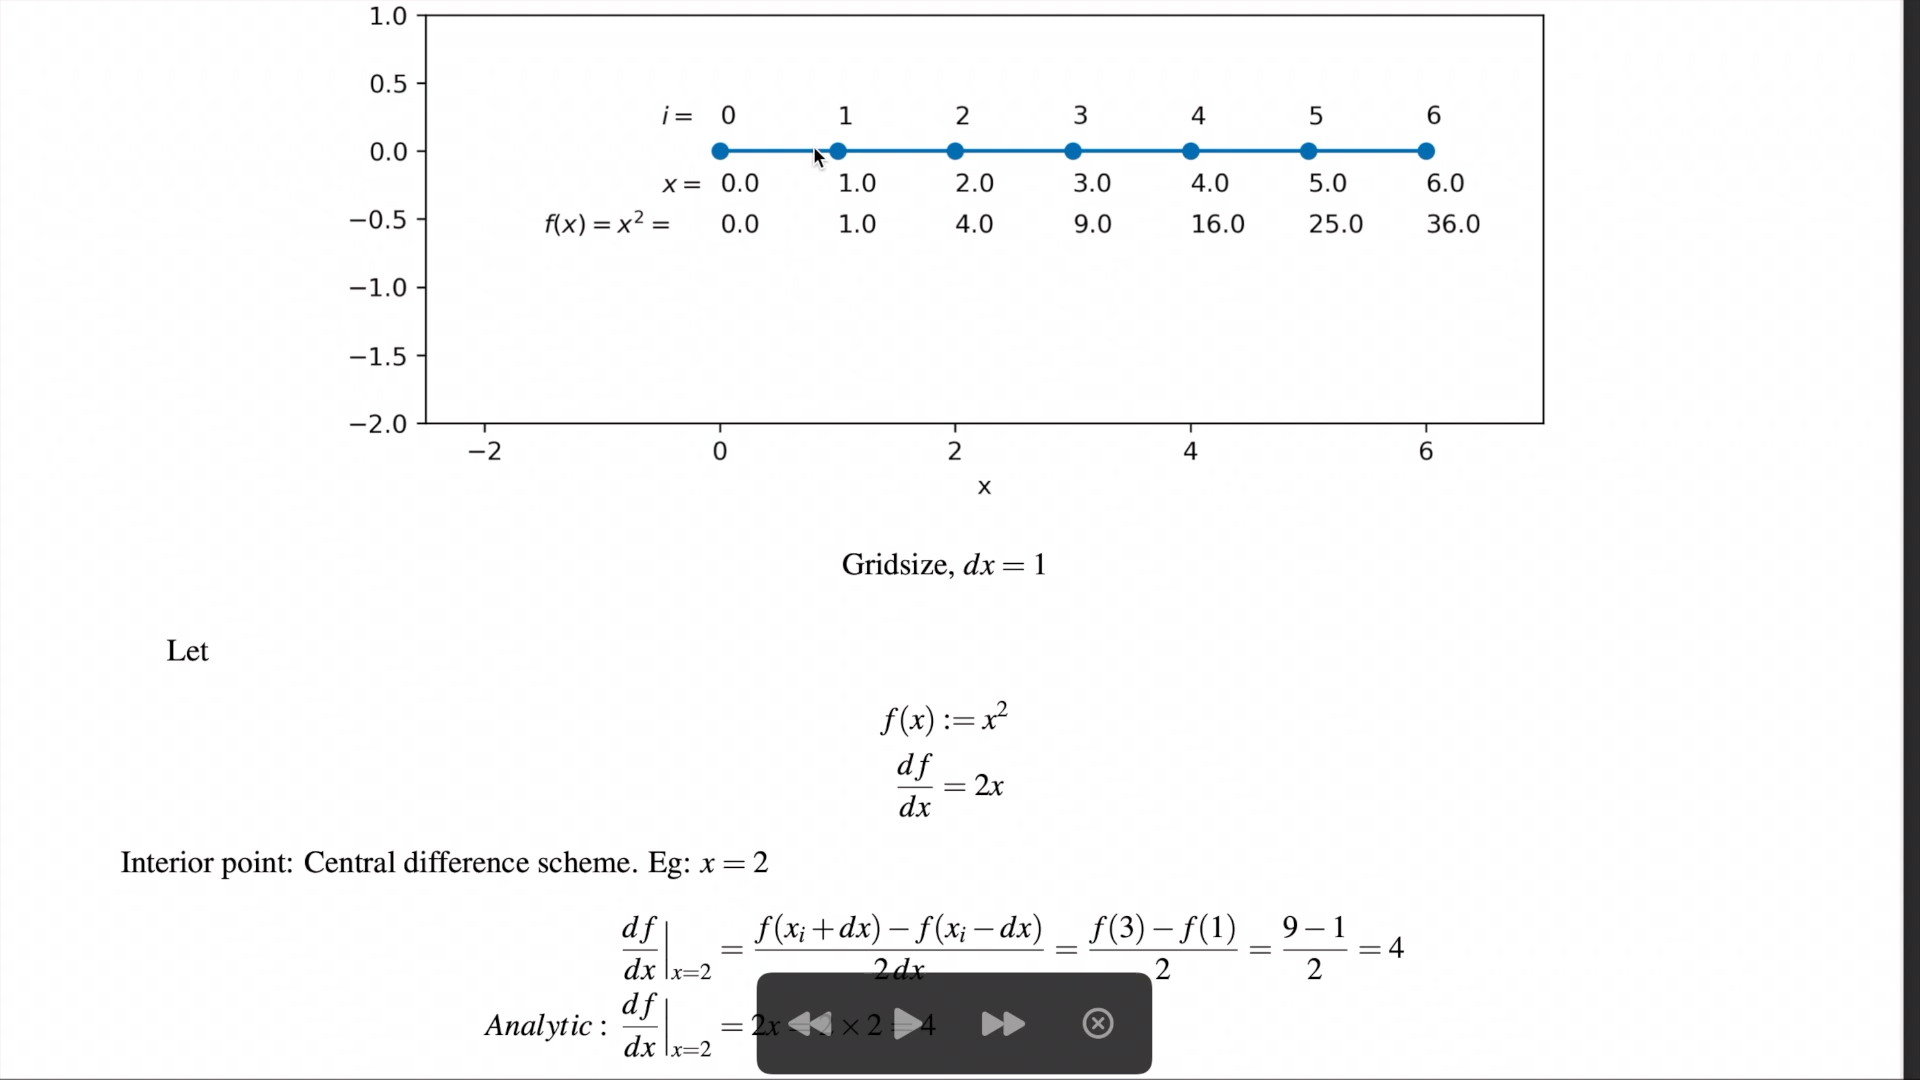 1.0
0.5
i = 0 1 2 3 4 5 6
0.0
x = 0.0 1.0 2.0 3.0 4.0 5.0 6.0
−0.5
f(x) = x² = 0.0 1.0 4.0 9.0 16.0 25.0 36.0
−1.0
−1.5
−2.0
−2 0 2 4 6
x
Gridsize, dx = 1
Let
f(x) := x²
df/dx = 2x
Interior point: Central difference scheme. Eg: x = 2
df/dx|x=2 = f(xᵢ + dx) − f(xᵢ − dx) / 2dx = f(3) − f(1) / 2 = 9 − 1 / 2 = 4
Analytic : df/dx|x=2 = 2x = 2 × 2 = 4